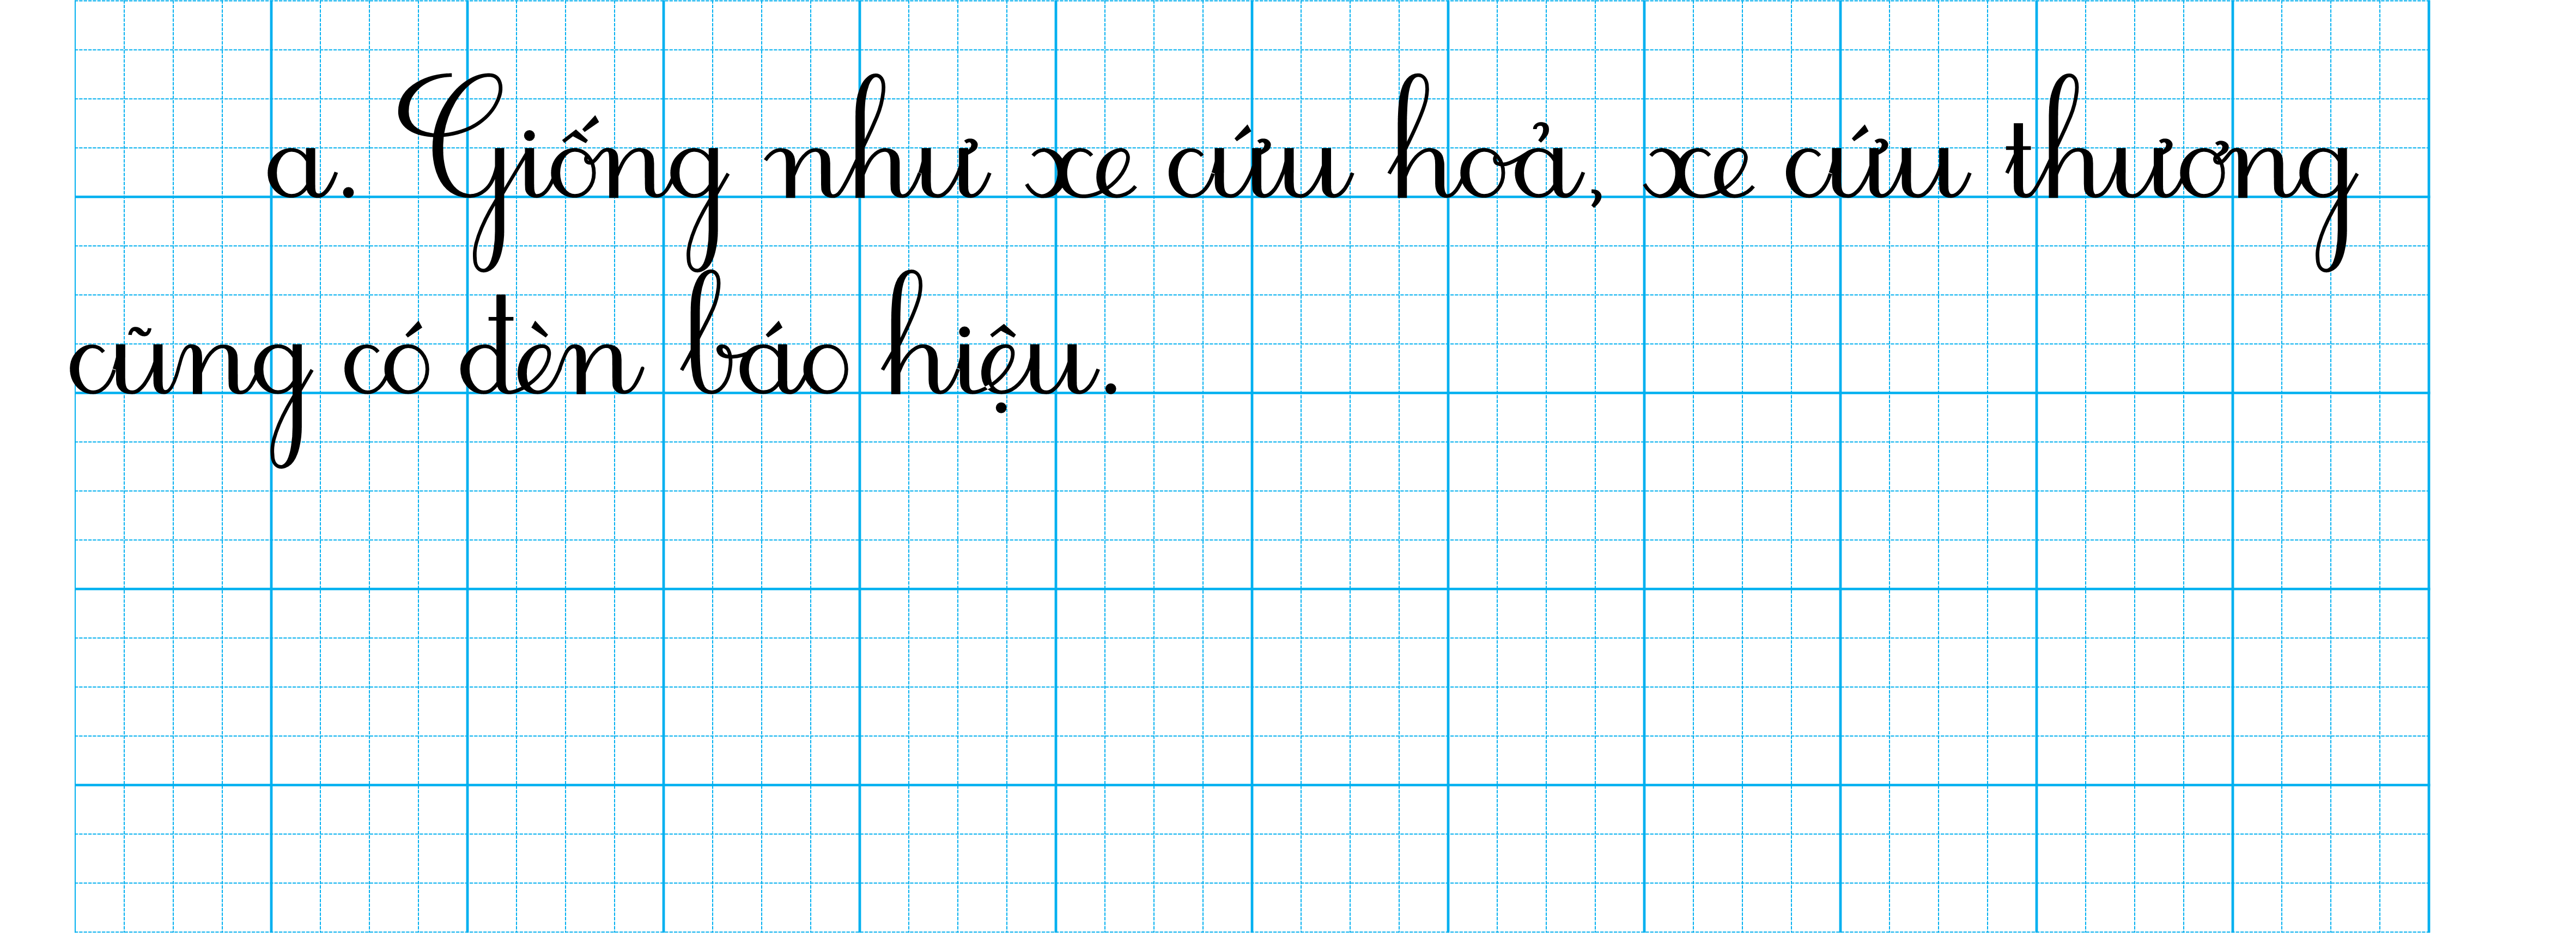 a. Giống như xe cứu hoả, xe cứu thương
cũng có đèn báo hiệu.